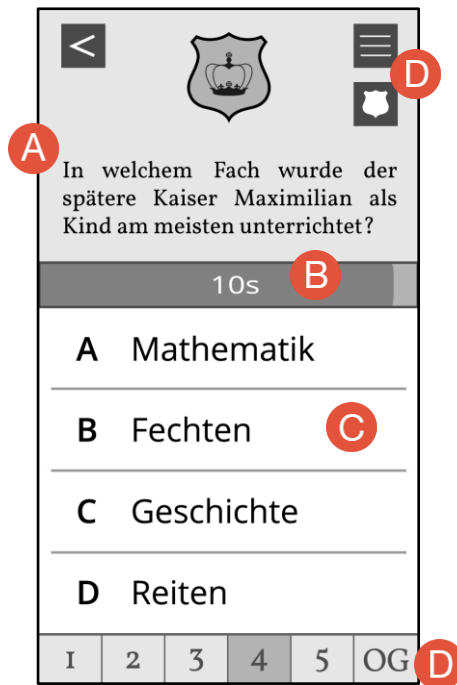 <
D
A
In welchem Fach wurde der
spätere Kaiser Maximilian als
Kind am meisten unterrichtet?
10s B
A Mathematik
B Fechten C
C Geschichte
D Reiten
1 2 3 4 5 OG D